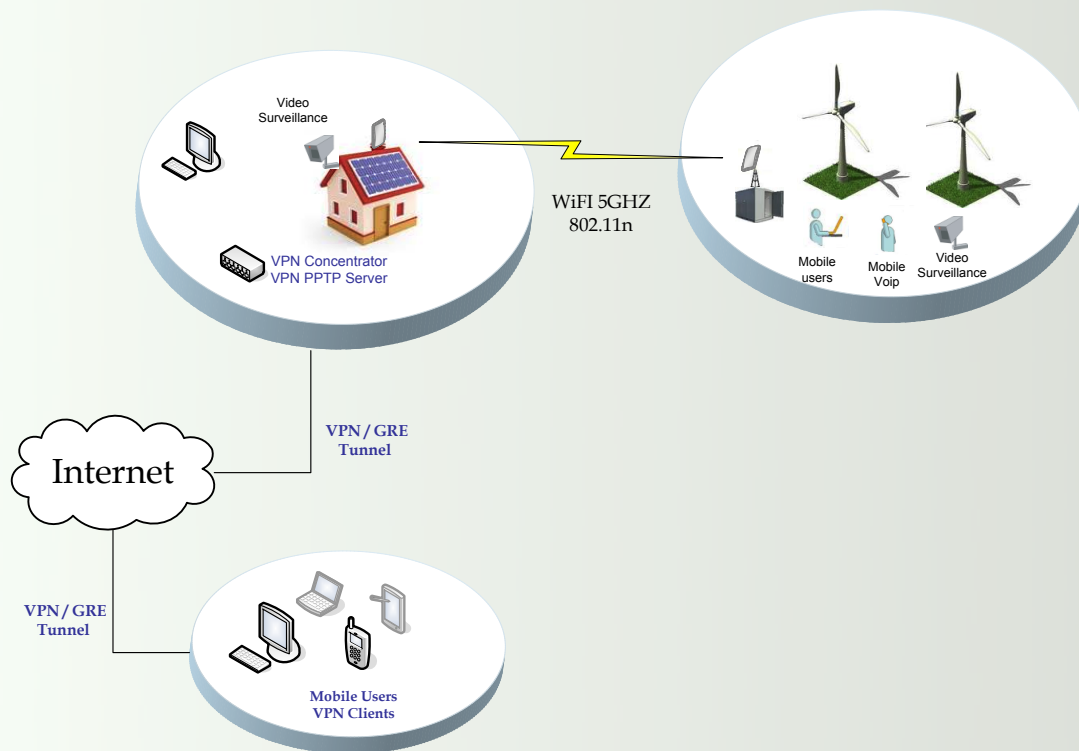 Video
Surveillance
VPN Concentrator
VPN PPTP Server
WiFI 5GHZ
802.11n
Mobile
users
Mobile
Voip
Video
Surveillance
VPN / GRE
Tunnel
Internet
VPN / GRE
Tunnel
Mobile Users
VPN Clients